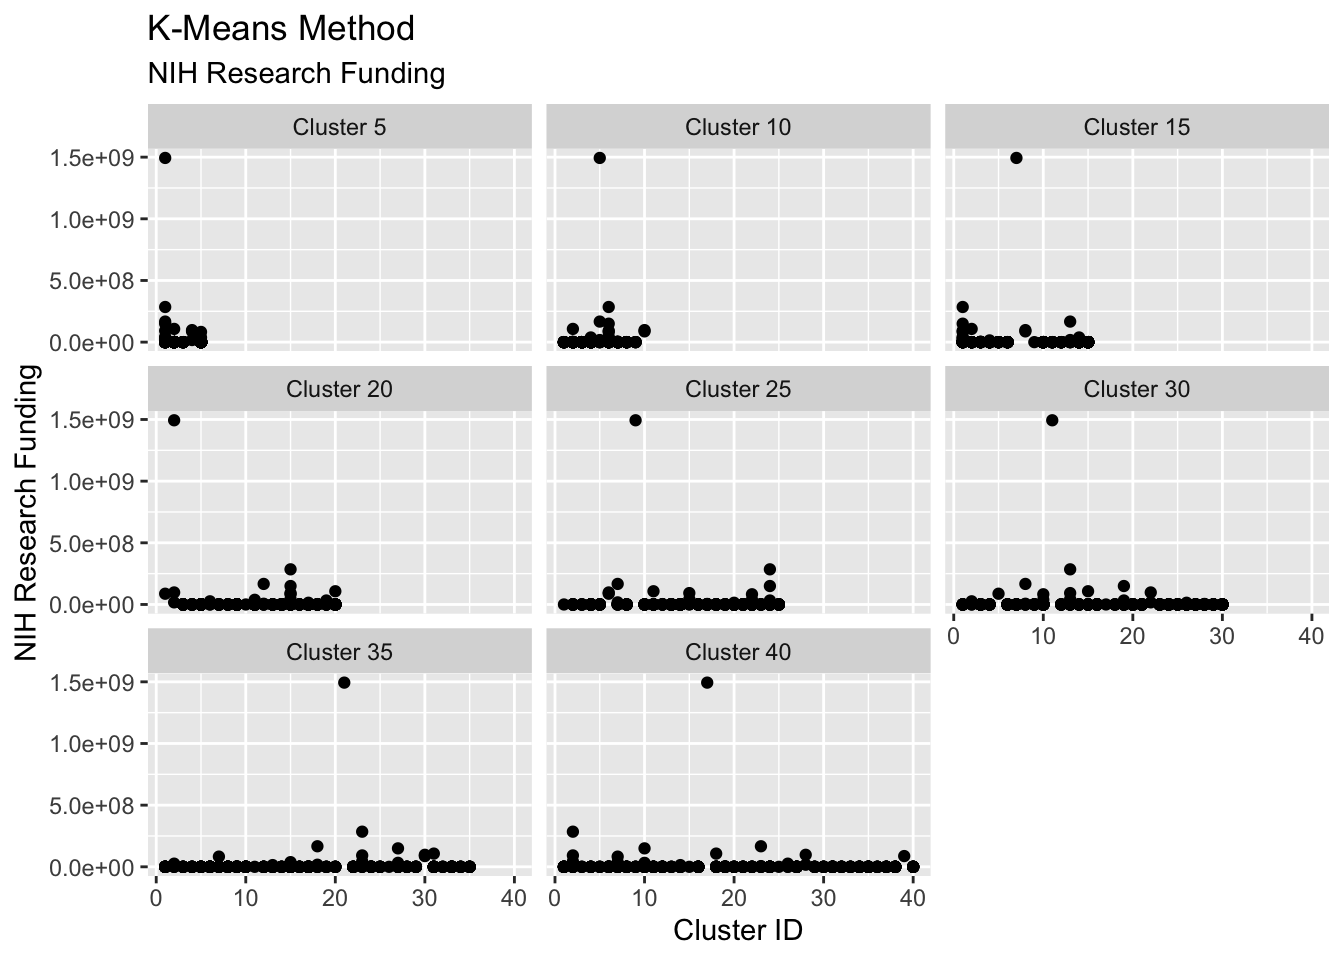 K-Means Method
NIH Research Funding
Cluster 5
Cluster 10
Cluster 15
1.5e+09
1.0e+09
5.0e+08
0.0e+00
Cluster 20
Cluster 25
Cluster 30
1.5e+09
1.0e+09
5.0e+08
0.0e+00
0 10 20 30 40
Cluster 35
Cluster 40
1.5e+09
1.0e+09
5.0e+08
0.0e+00
0 10 20 30 40
0 10 20 30 40
NIH Research Funding
Cluster ID